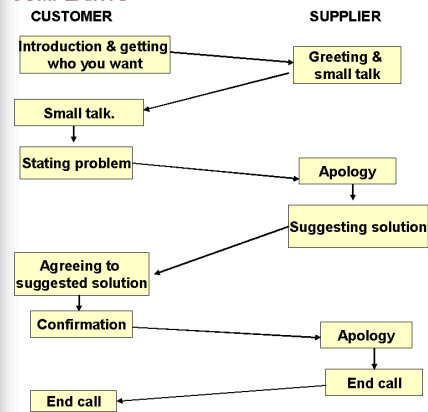 CUSTOMER
SUPPLIER
Introduction & getting
who you want
Greeting &
small talk
Small talk.
Stating problem
Apology
Suggesting solution
Agreeing to
suggested solution
Confirmation
Apology
End call
End call